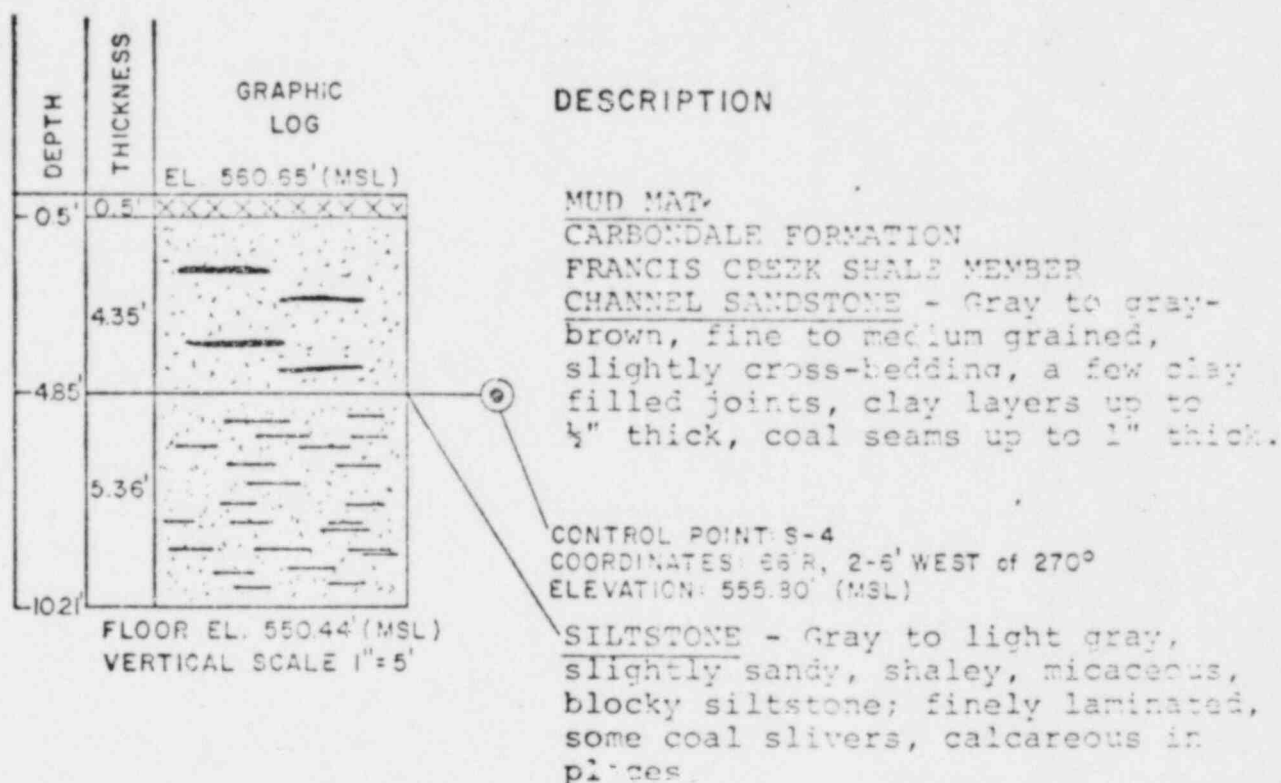 DEPTH
THICKNESS
GRAPHIC
LOG
DESCRIPTION
EL. 560.65' (MSL)
0.5'
0.5'
4.35'
4.85'
5.36'
10.21'
FLOOR EL. 550.44' (MSL)
VERTICAL SCALE 1"=5'
MUD MAT
CARBONDALE FORMATION
FRANCIS CREEK SHALE MEMBER
CHANNEL SANDSTONE - Gray to gray-
brown, fine to medium grained,
slightly cross-bedding, a few clay
filled joints, clay layers up to
½" thick, coal seams up to 1" thick.
CONTROL POINT: S-4
COORDINATES: R, 2-6' WEST of 270°
ELEVATION: 555.80' (MSL)
SILTSTONE - Gray to light gray,
slightly sandy, shaley, micaceous,
blocky siltstone; finely laminated,
some coal slivers, calcareous in
places